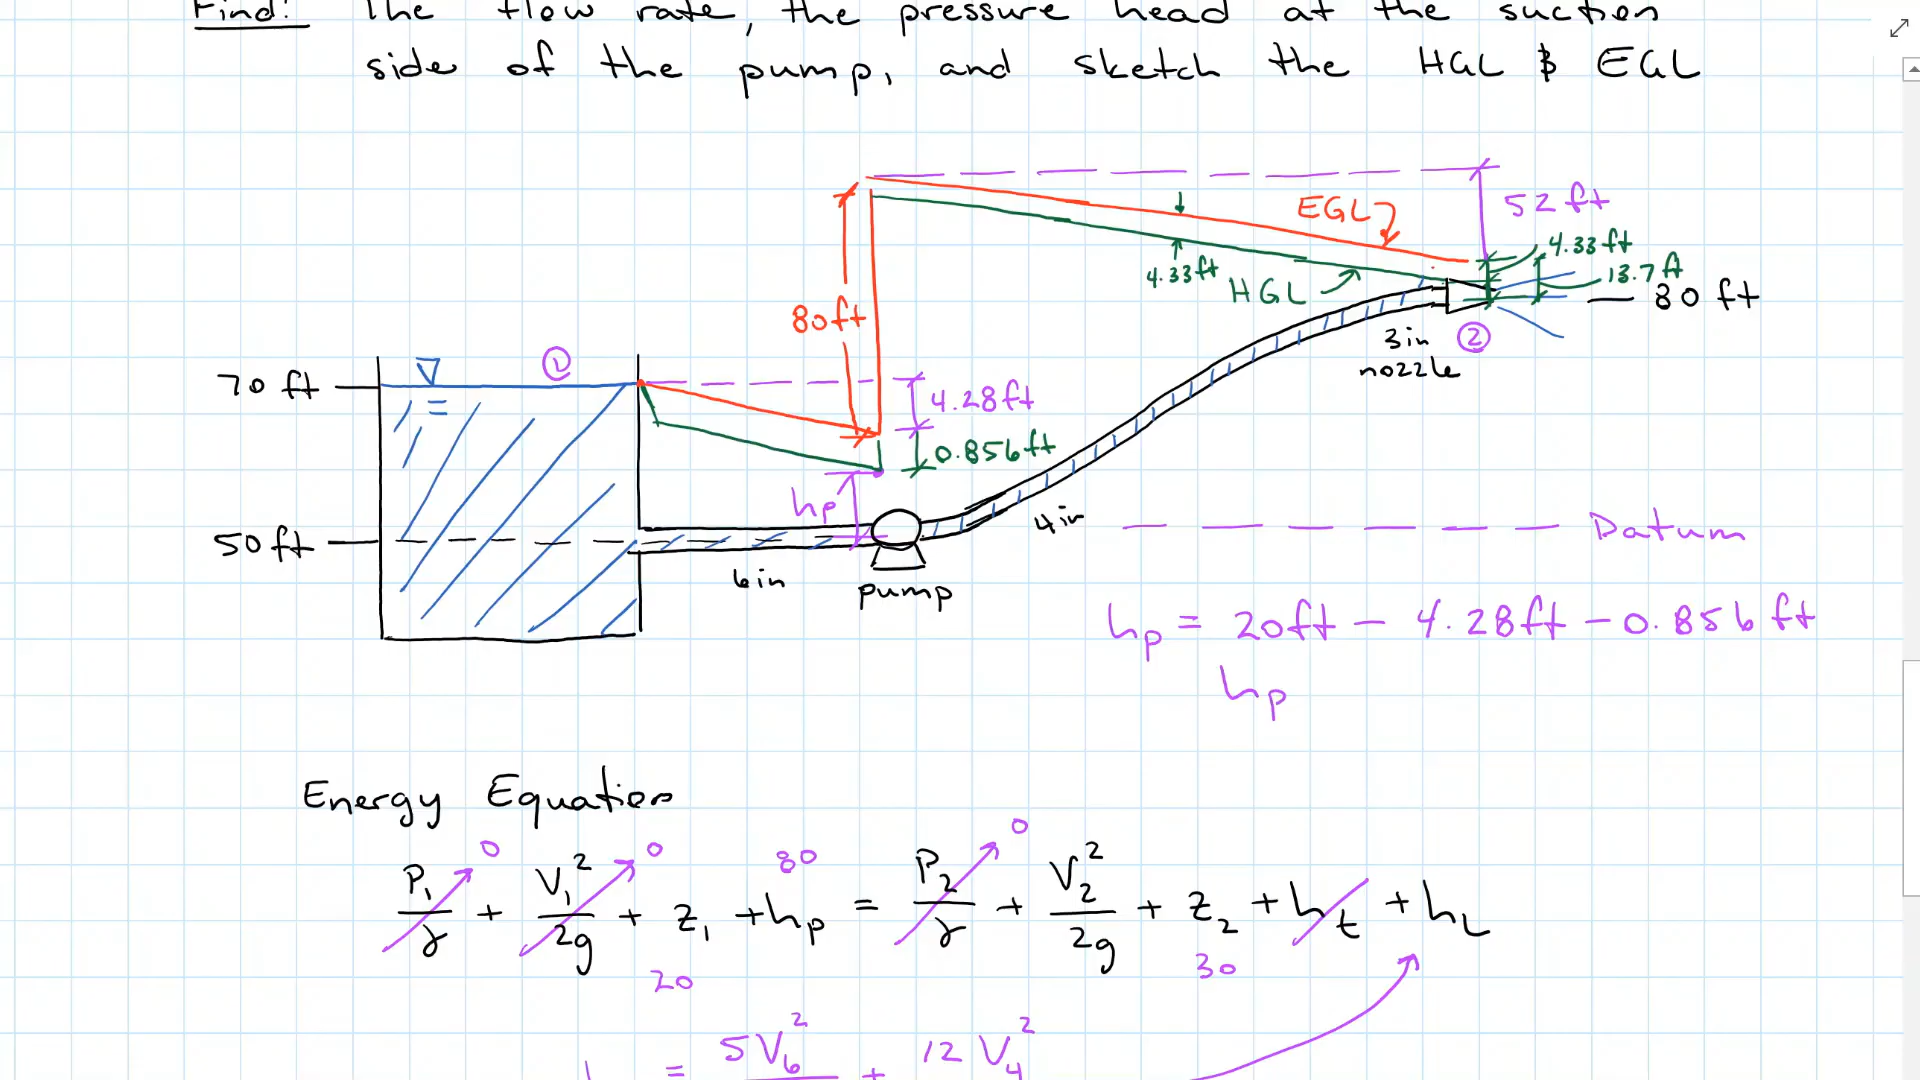 Find: The flow rate, the pressure head at the suction
side of the pump, and sketch the HGL & EGL
52 ft
EGL
4.33 ft
4.33 ft
13.7 ft
HGL
80 ft
80 ft
3 in
nozzle
②
①
70 ft
4.28 ft
0.856 ft
hp
4 in
Datum
50 ft
6 in
pump
hp = 20ft - 4.28ft - 0.856 ft
hp
Energy Equation
0 0 80 0
P₁/γ + V₁²/2g + z₁ + hp = P₂/γ + V₂²/2g + z₂ + ht + hL
20 30
= 5V₆² + 12 V₄²